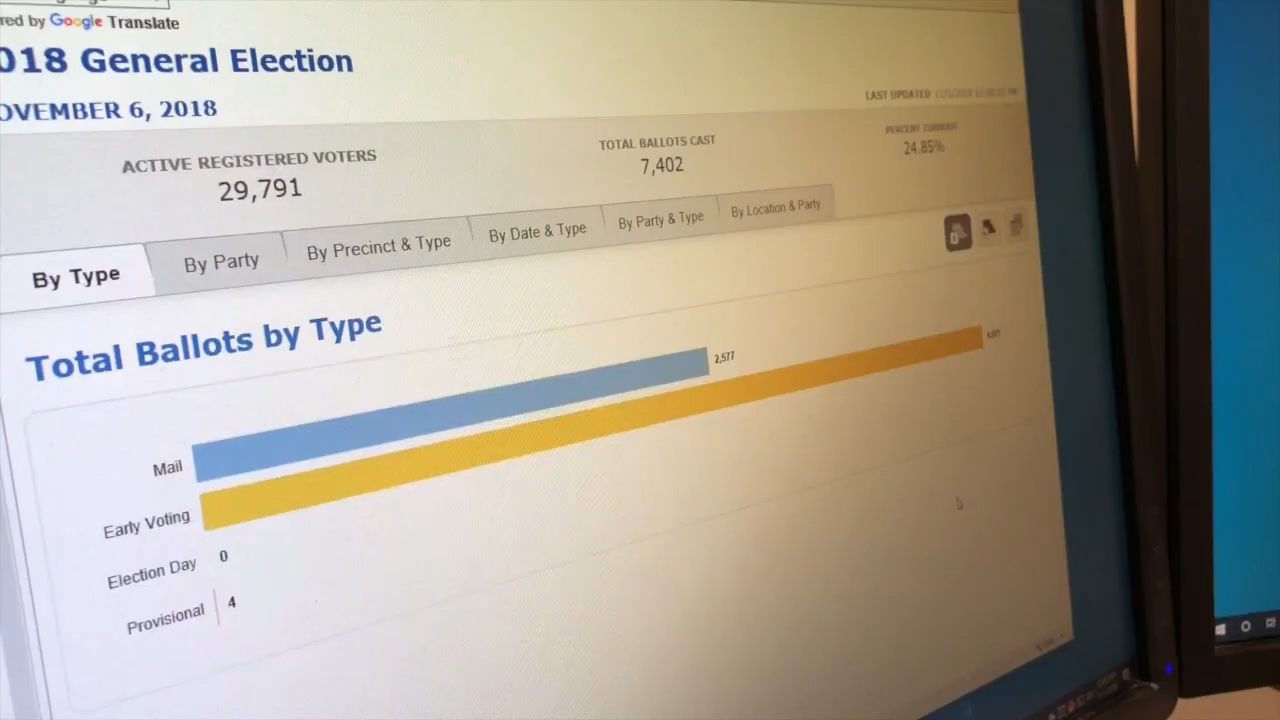 red by Google Translate
018 General Election
OVEMBER 6, 2018
LAST UPDATED
ACTIVE REGISTERED VOTERS
29,791
TOTAL BALLOTS CAST
7,402
PERCENT TURNOUT
24.85%
By Type
By Party
By Precinct & Type
By Date & Type
By Party & Type
By Location & Party
Total Ballots by Type
Mail
2,577
Early Voting
Election Day
0
Provisional
4